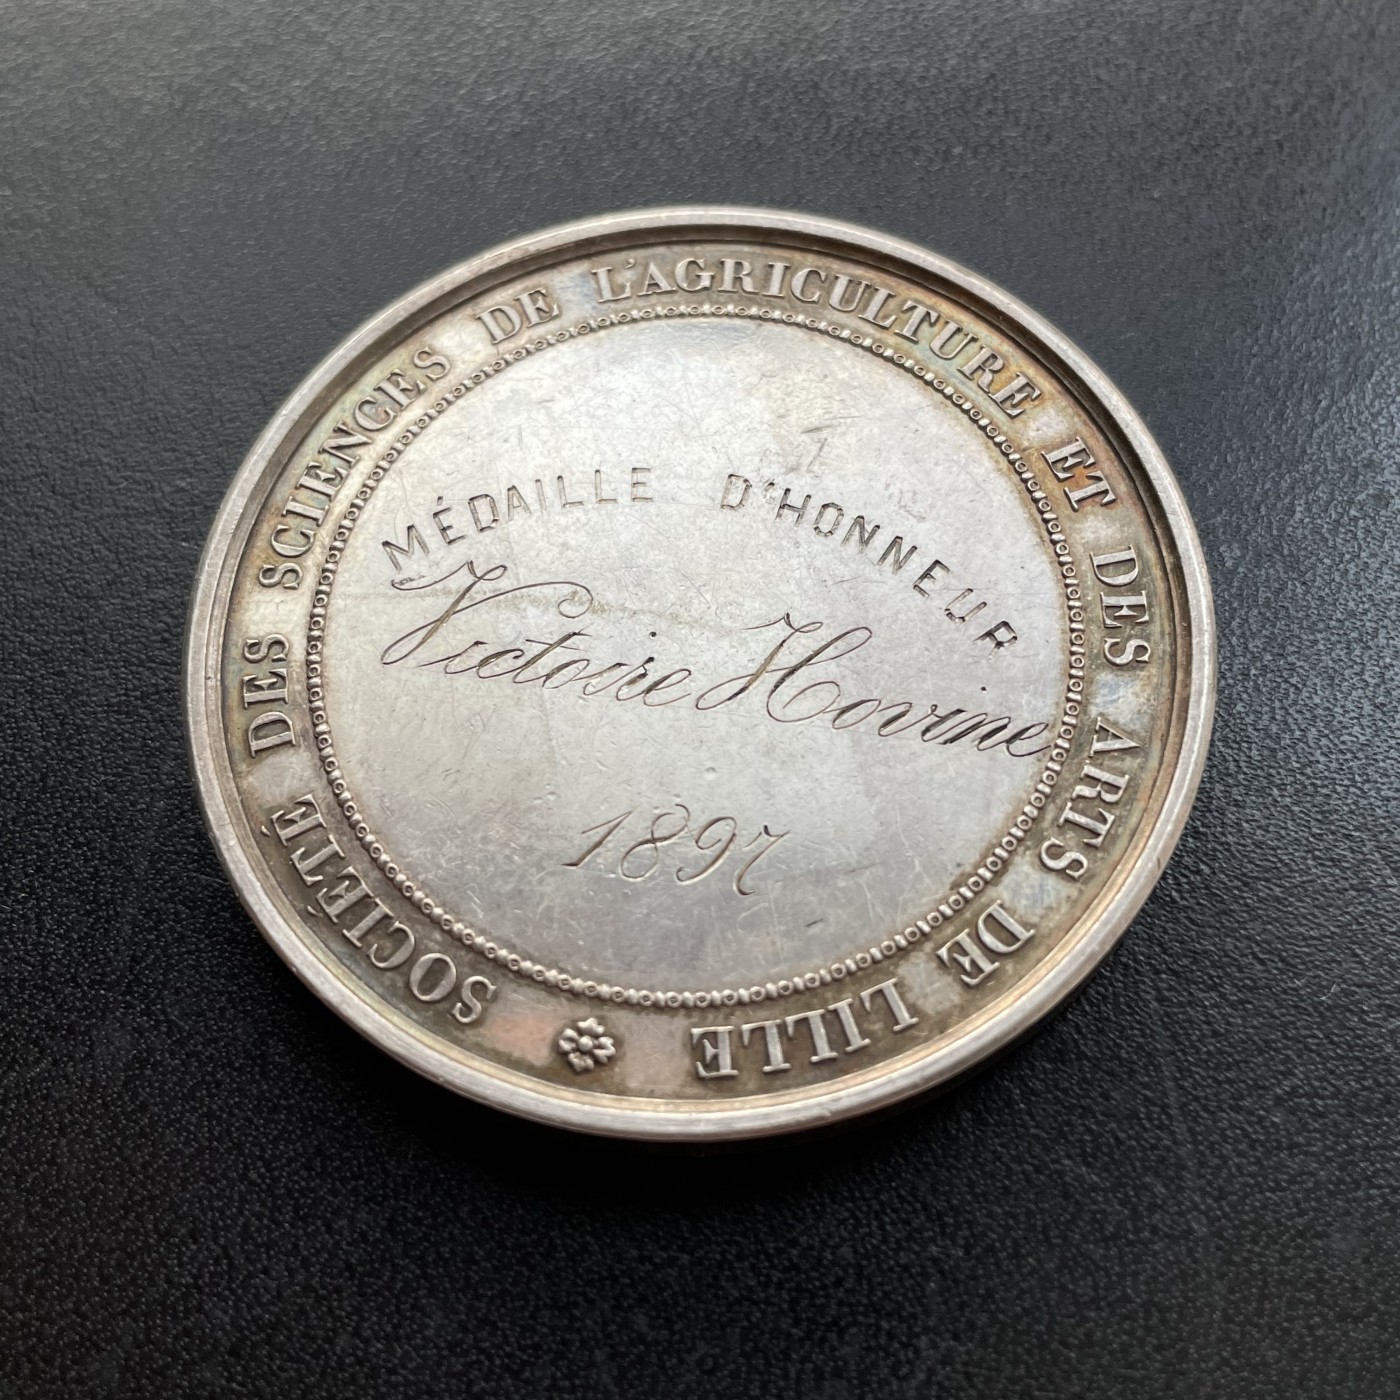 SOCIÉTÉ DES SCIENCES DE L'AGRICULTURE ET DES ARTS DE LILLE
MÉDAILLE D'HONNEUR
Victoire Hovine
1897